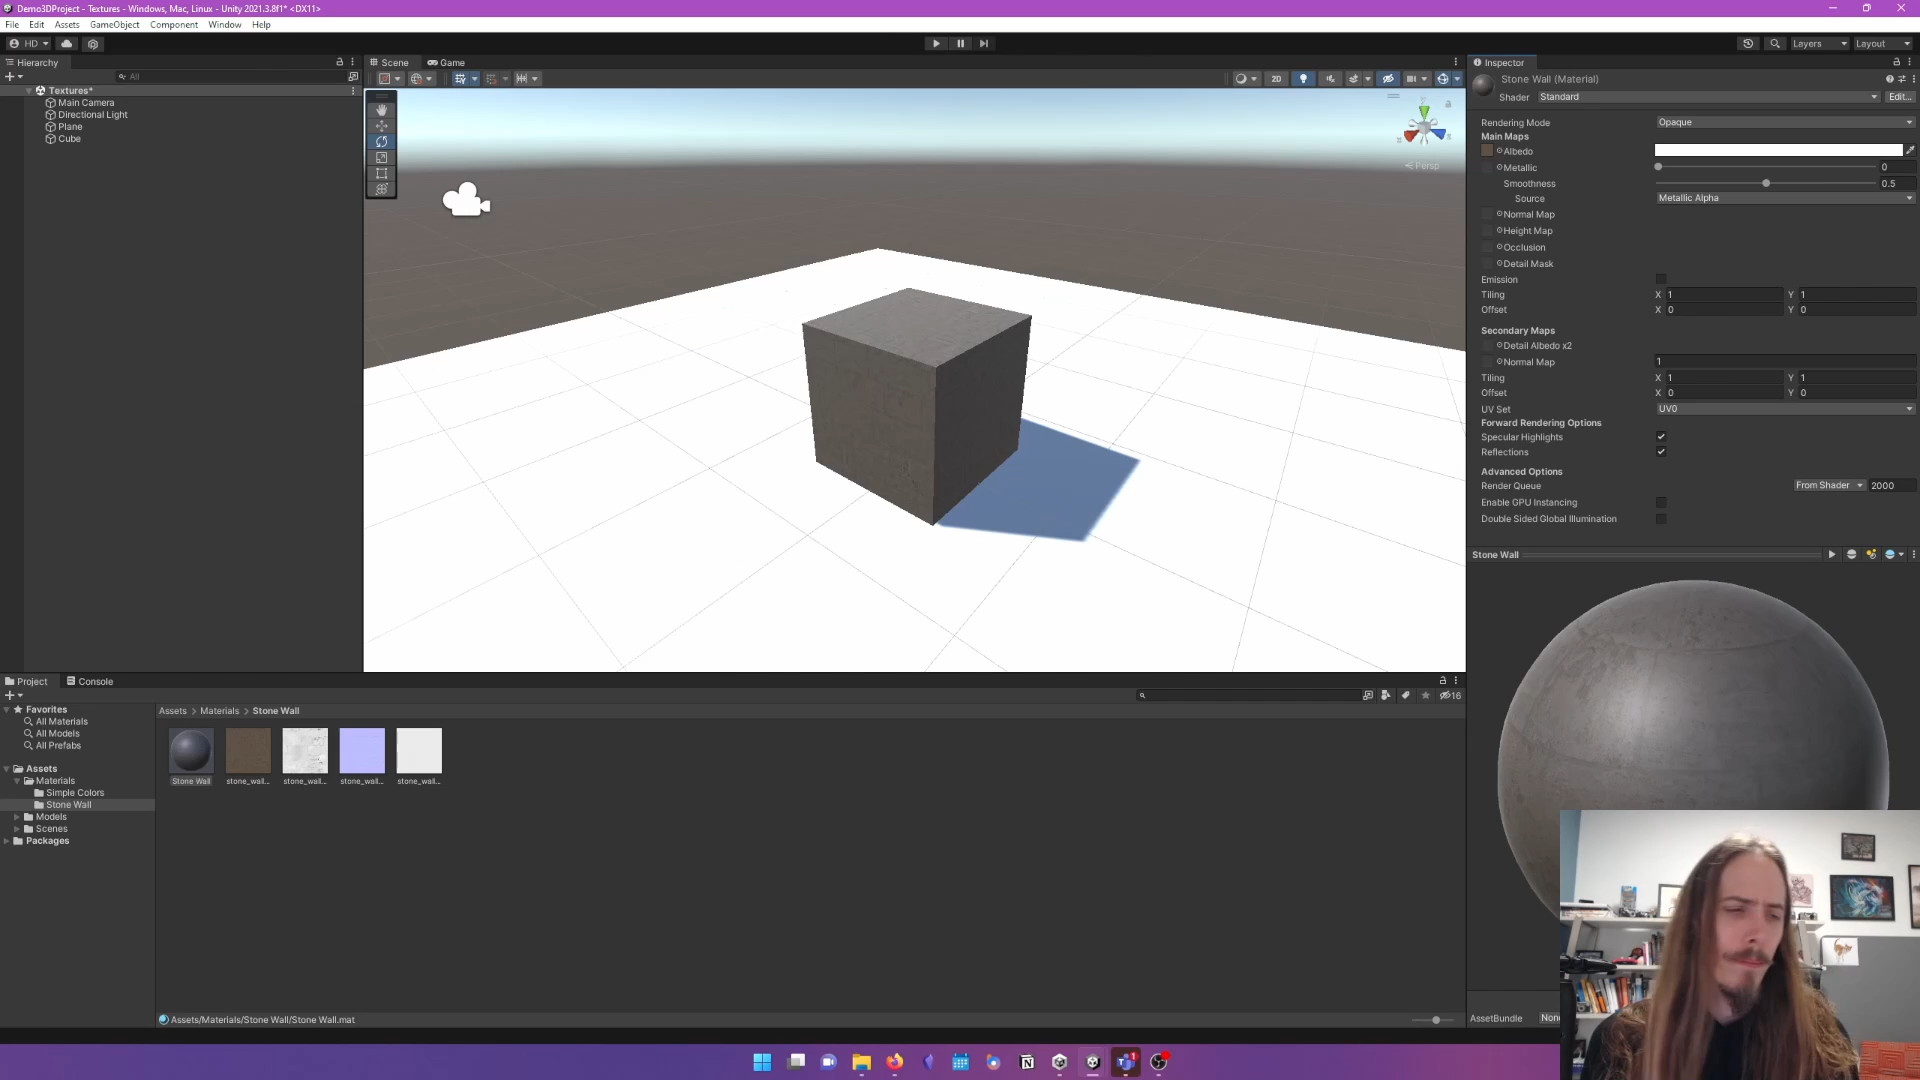 Demo3DProject - Textures - Windows, Mac, Linux - Unity 2021.3.8f1* <DX11>
File Edit Assets GameObject Component Window Help
HD Layers Layout
Hierarchy
All
Textures*
Main Camera
Directional Light
Plane
Cube
Scene Game
2D
Persp
Inspector
Stone Wall (Material)
Shader Standard Edit...
Rendering Mode Opaque
Main Maps
Albedo
Metallic 0
Smoothness 0.5
Source Metallic Alpha
Normal Map
Height Map
Occlusion
Detail Mask
Emission
Tiling X 1 Y 1
Offset X 0 Y 0
Secondary Maps
Detail Albedo x2
Normal Map 1
Tiling X 1 Y 1
Offset X 0 Y 0
UV Set UV0
Forward Rendering Options
Specular Highlights
Reflections
Advanced Options
Render Queue From Shader 2000
Enable GPU Instancing
Double Sided Global Illumination
Stone Wall
AssetBundle
Project Console
16
Favorites
All Materials
All Models
All Prefabs
Assets
Materials
Simple Colors
Stone Wall
Models
Scenes
Packages
Assets > Materials > Stone Wall
Stone Wall stone_wall... stone_wall... stone_wall... stone_wall...
Assets/Materials/Stone Wall/Stone Wall.mat